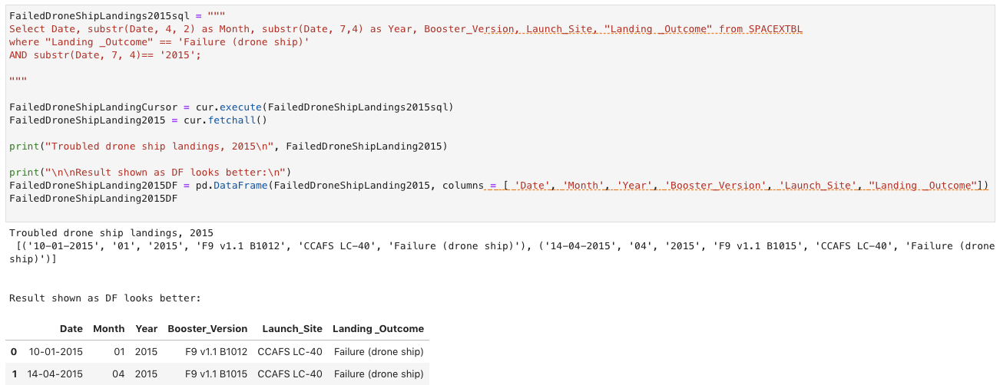 FailedDroneShipLandings2015sql = """
Select Date, substr(Date, 4, 2) as Month, substr(Date, 7,4) as Year, Booster_Version, Launch_Site, "Landing _Outcome" from SPACEXTBL
where "Landing _Outcome" == 'Failure (drone ship)'
AND substr(Date, 7, 4)== '2015';
"""
FailedDroneShipLandingCursor = cur.execute(FailedDroneShipLandings2015sql)
FailedDroneShipLanding2015 = cur.fetchall()
print("Troubled drone ship landings, 2015\n", FailedDroneShipLanding2015)
print("\n\nResult shown as DF looks better:\n")
FailedDroneShipLanding2015DF = pd.DataFrame(FailedDroneShipLanding2015, columns = [ 'Date', 'Month', 'Year', 'Booster_Version', 'Launch_Site', "Landing _Outcome"])
FailedDroneShipLanding2015DF
Troubled drone ship landings, 2015
[('10-01-2015', '01', '2015', 'F9 v1.1 B1012', 'CCAFS LC-40', 'Failure (drone ship)'), ('14-04-2015', '04', '2015', 'F9 v1.1 B1015', 'CCAFS LC-40', 'Failure (drone
ship)')]
Result shown as DF looks better:
Date Month Year Booster_Version Launch_Site Landing _Outcome
0 10-01-2015 01 2015 F9 v1.1 B1012 CCAFS LC-40 Failure (drone ship)
1 14-04-2015 04 2015 F9 v1.1 B1015 CCAFS LC-40 Failure (drone ship)